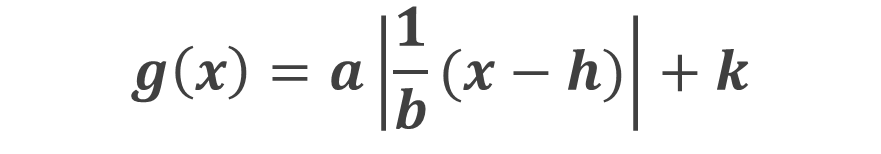 g(x) = a |1/b (x − h)| + k